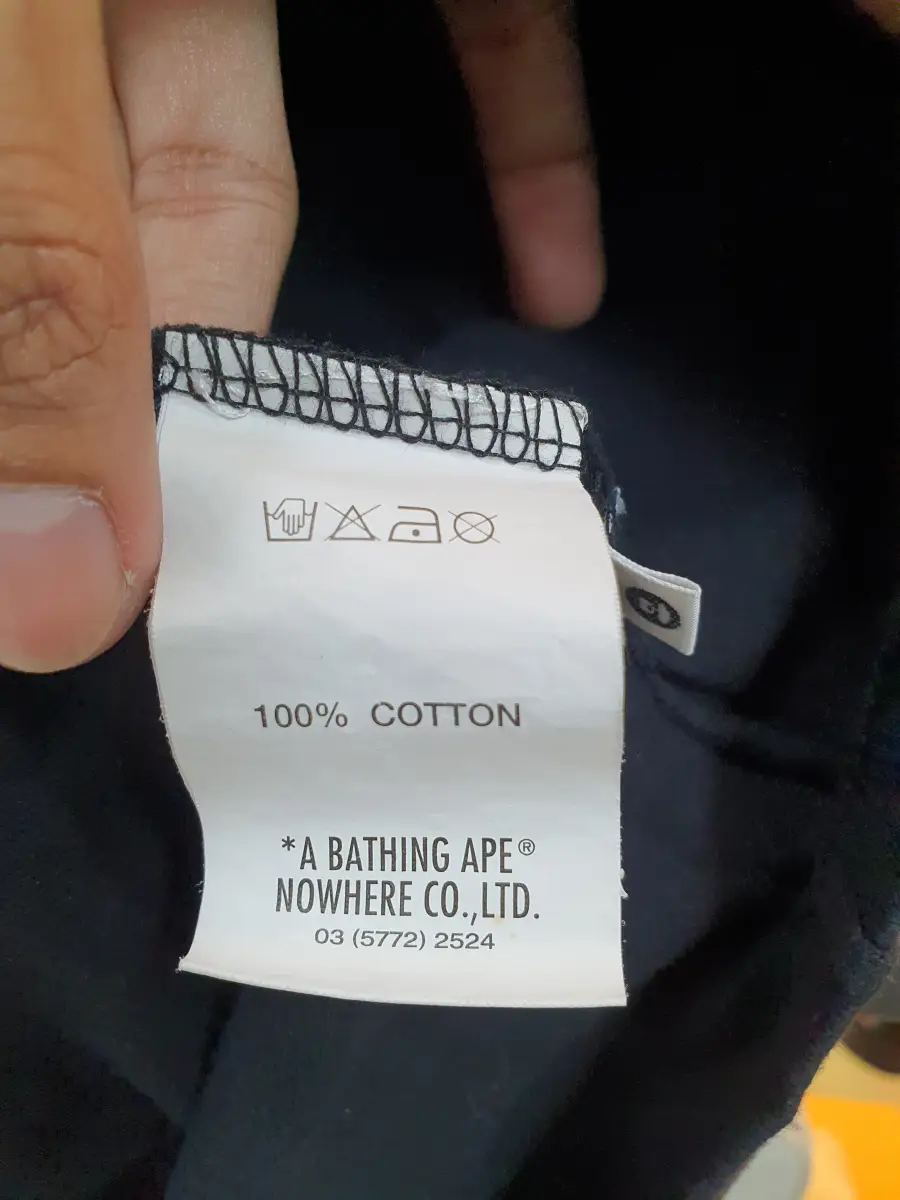 100% COTTON
*A BATHING APE®
NOWHERE CO.,LTD.
03 (5772) 2524